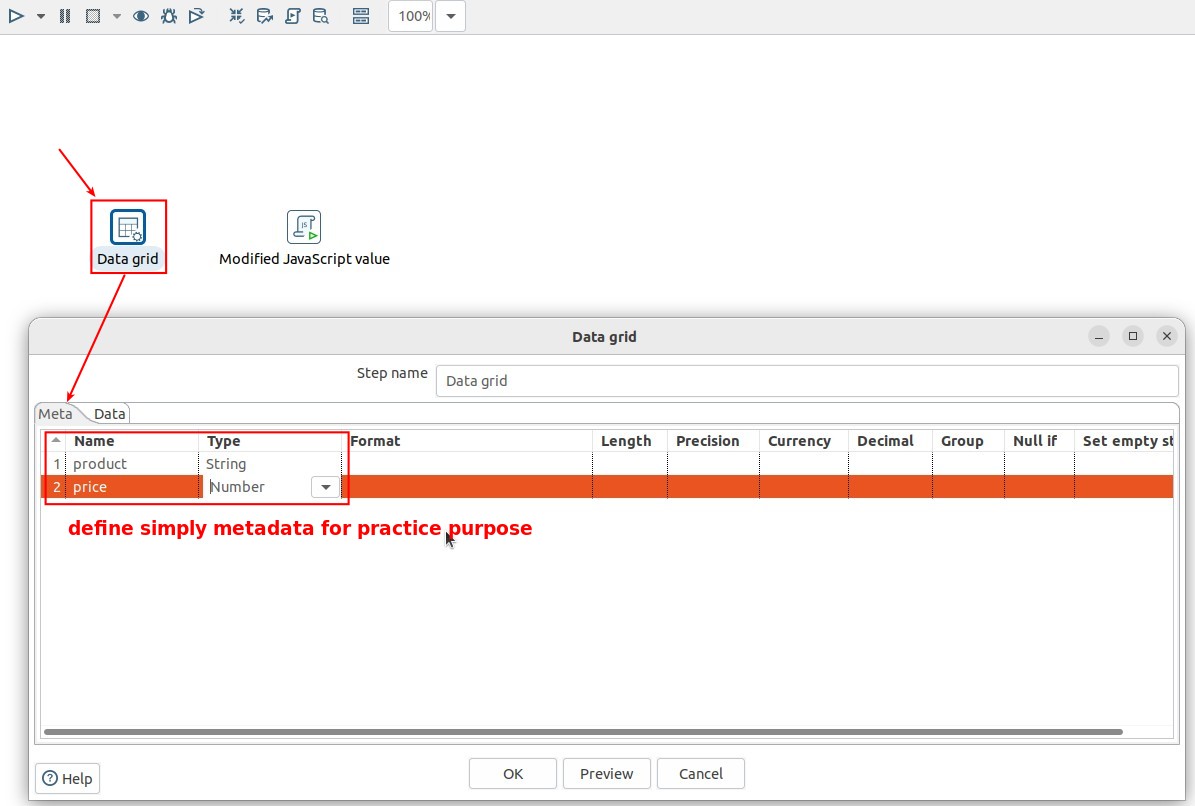 100%
JS
Data grid
Modified JavaScript value
Data grid
Step name
Data grid
Meta
Data
Name Type Format Length Precision Currency Decimal Group Null if Set empty st
1 product String
2 price Number
define simply metadata for practice purpose
? Help
OK
Preview
Cancel